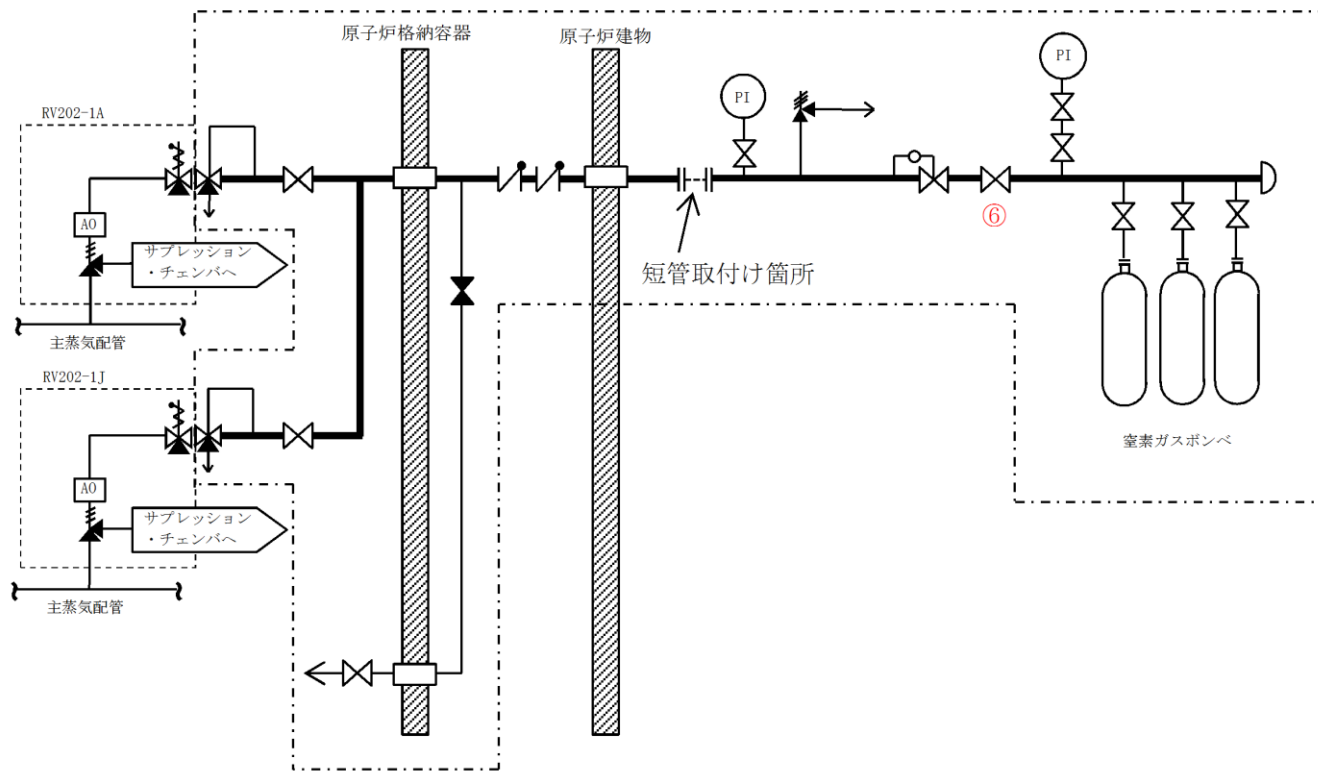 原子炉格納容器
原子炉建物
PI
PI
RV202-1A
AO
サプレッション
・チェンバへ
主蒸気配管
⑥
短管取付け箇所
RV202-1J
AO
サプレッション
・チェンバへ
主蒸気配管
窒素ガスボンベ